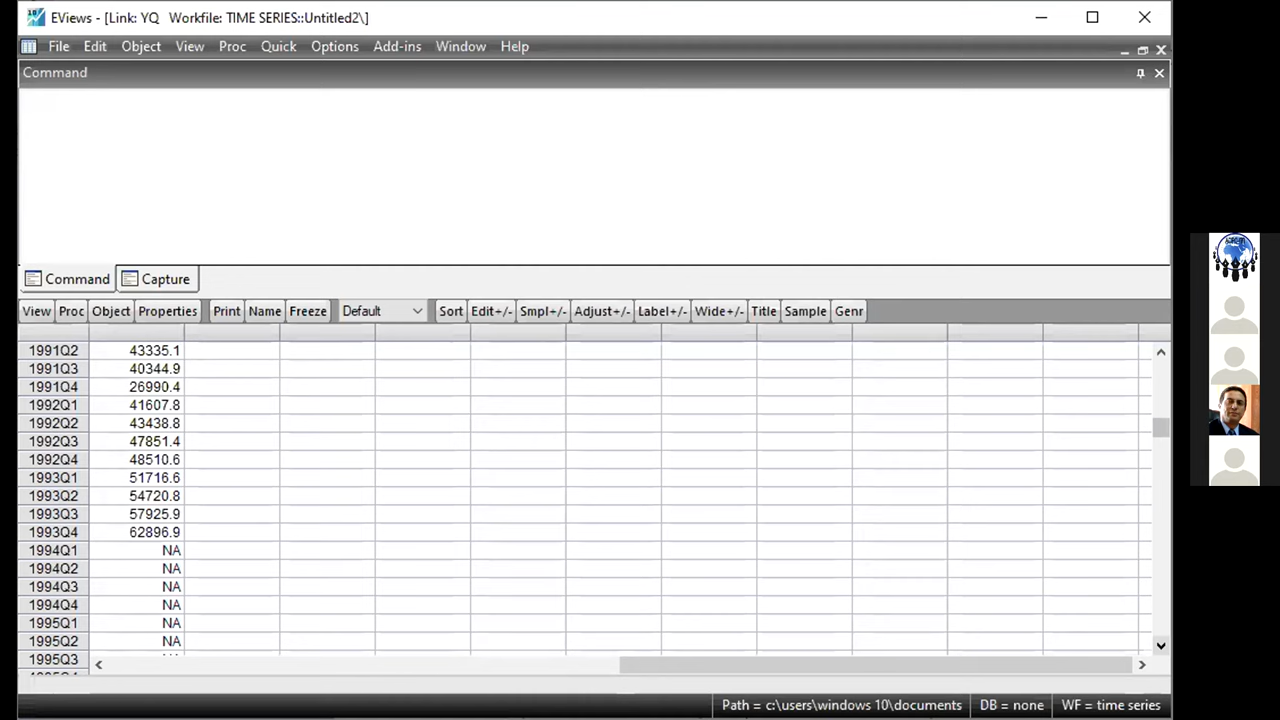 EViews - [Link: YQ   Workfile: TIME SERIES::Untitled2\]
File Edit Object View Proc Quick Options Add-ins Window Help
Command
Command Capture
View Proc Object Properties Print Name Freeze Default Sort Edit+/- Smpl+/- Adjust+/- Label+/- Wide+/- Title Sample Genr
1991Q2 43335.1
1991Q3 40344.9
1991Q4 26990.4
1992Q1 41607.8
1992Q2 43438.8
1992Q3 47851.4
1992Q4 48510.6
1993Q1 51716.6
1993Q2 54720.8
1993Q3 57925.9
1993Q4 62896.9
1994Q1 NA
1994Q2 NA
1994Q3 NA
1994Q4 NA
1995Q1 NA
1995Q2 NA
1995Q3
Path = c:\users\windows 10\documents DB = none WF = time series